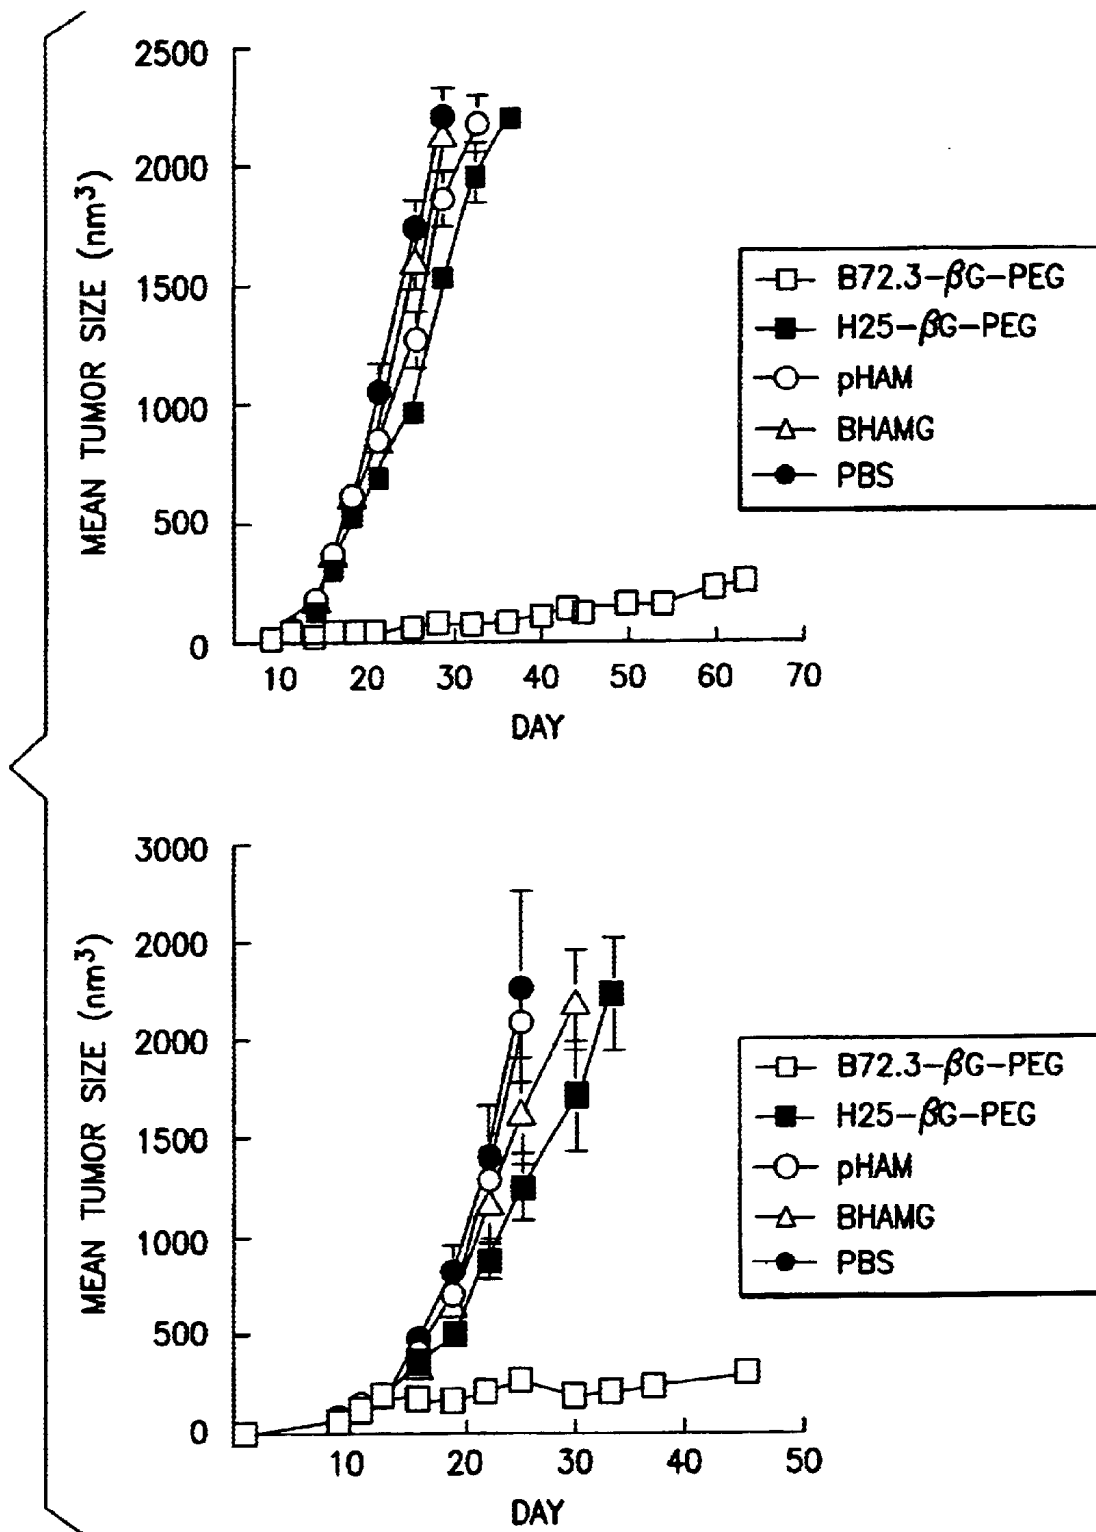 2500
2000
1500
1000
500
0
MEAN TUMOR SIZE (nm³)
10 20 30 40 50 60 70
DAY
B72.3-βG-PEG
H25-βG-PEG
pHAM
BHAMG
PBS
3000
2000
2000
1500
1000
500
0
MEAN TUMOR SIZE (nm³)
10 20 30 40 50
DAY
B72.3-βG-PEG
H25-βG-PEG
pHAM
BHAMG
PBS